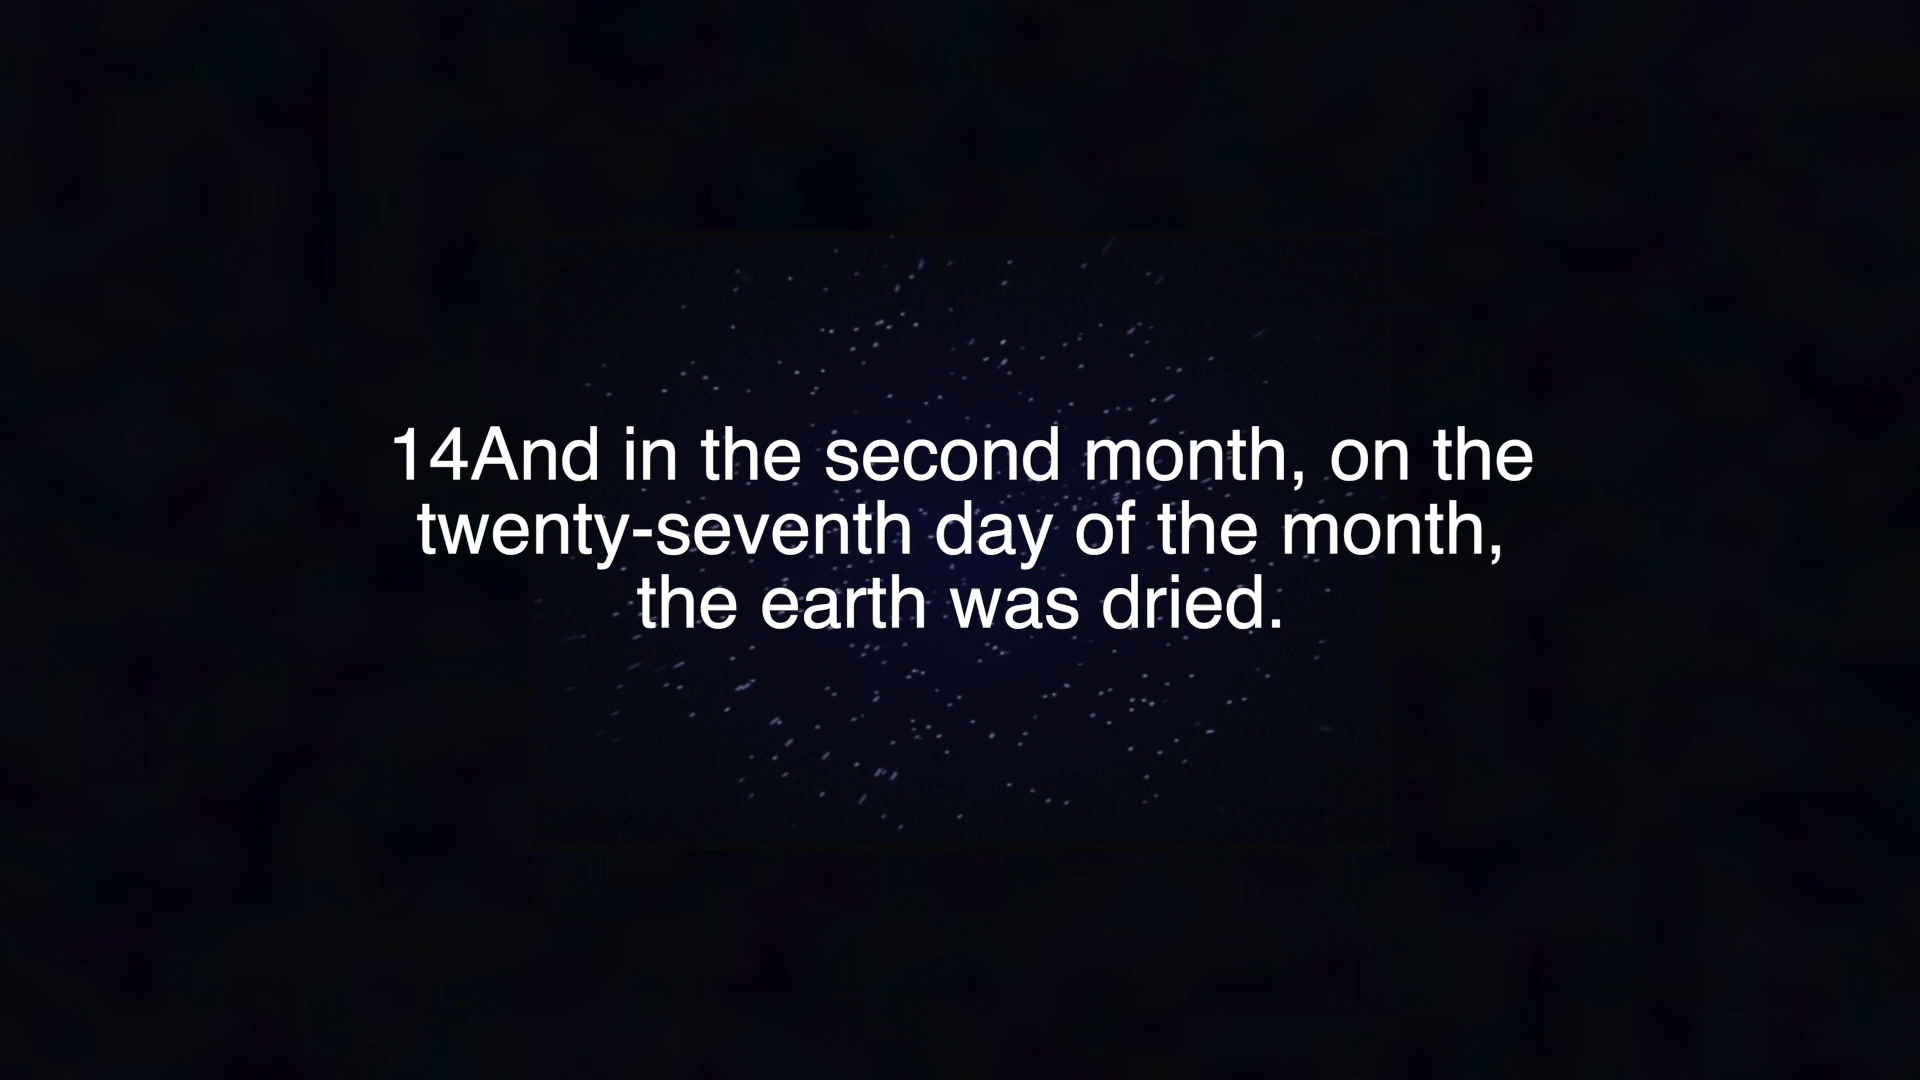 14And in the second month, on the
twenty-seventh day of the month,
the earth was dried.